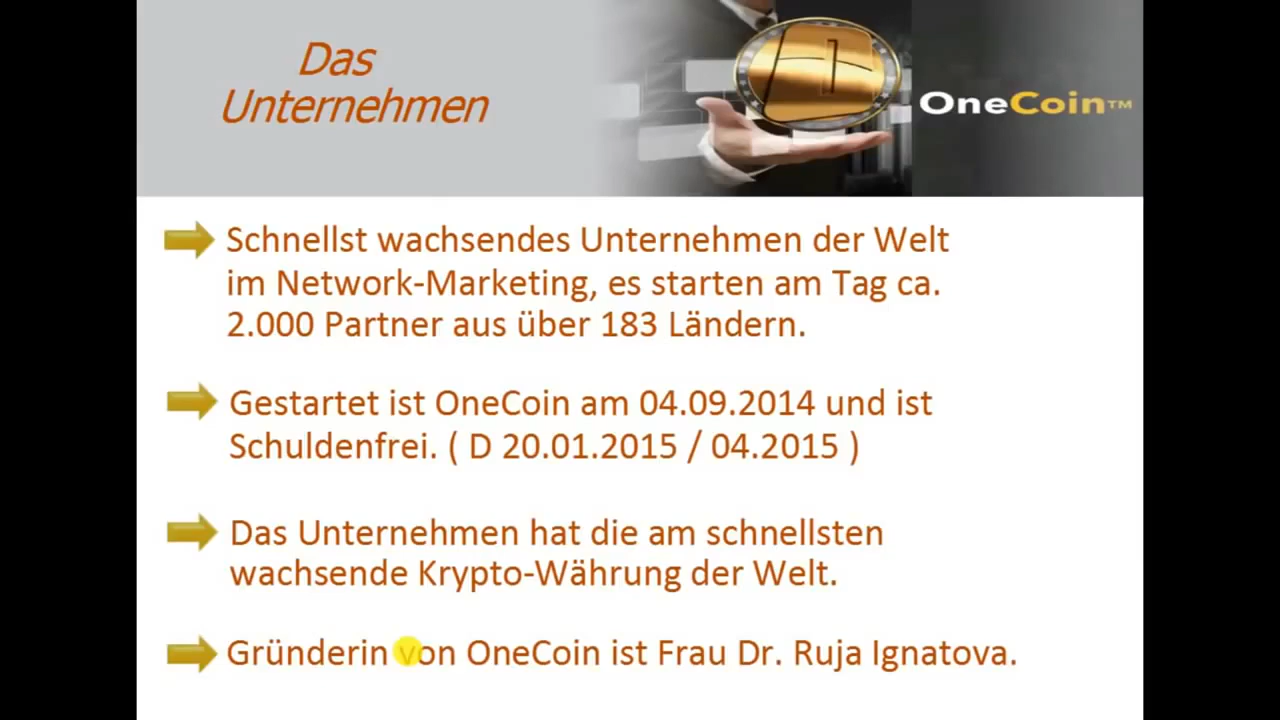 Das
Unternehmen
OneCoin™
Schnellst wachsendes Unternehmen der Welt
im Network-Marketing, es starten am Tag ca.
2.000 Partner aus über 183 Ländern.
Gestartet ist OneCoin am 04.09.2014 und ist
Schuldenfrei. ( D 20.01.2015 / 04.2015 )
Das Unternehmen hat die am schnellsten
wachsende Krypto-Währung der Welt.
Gründerin von OneCoin ist Frau Dr. Ruja Ignatova.